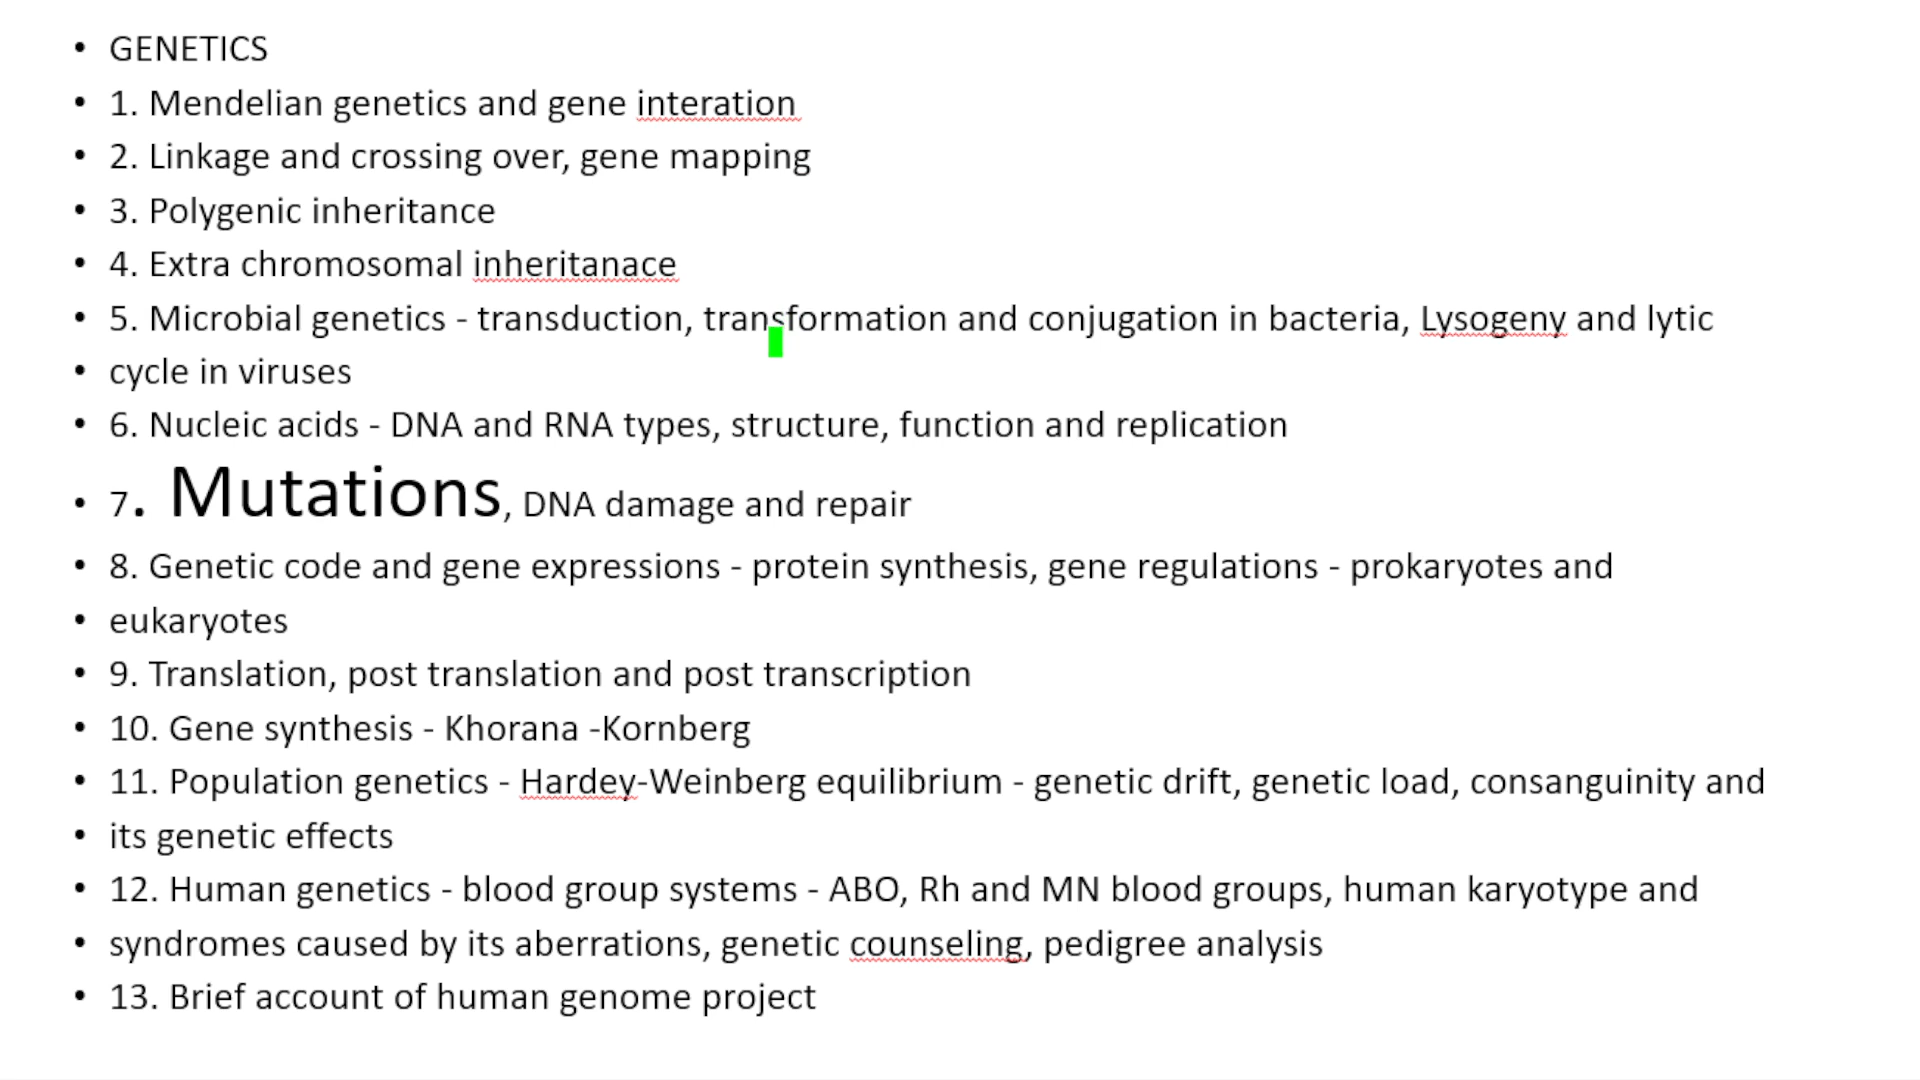 • GENETICS
• 1. Mendelian genetics and gene interation
• 2. Linkage and crossing over, gene mapping
• 3. Polygenic inheritance
• 4. Extra chromosomal inheritanace
• 5. Microbial genetics - transduction, transformation and conjugation in bacteria, Lysogeny and lytic
• cycle in viruses
• 6. Nucleic acids - DNA and RNA types, structure, function and replication
• 7. Mutations, DNA damage and repair
• 8. Genetic code and gene expressions - protein synthesis, gene regulations - prokaryotes and
• eukaryotes
• 9. Translation, post translation and post transcription
• 10. Gene synthesis - Khorana -Kornberg
• 11. Population genetics - Hardey-Weinberg equilibrium - genetic drift, genetic load, consanguinity and
• its genetic effects
• 12. Human genetics - blood group systems - ABO, Rh and MN blood groups, human karyotype and
• syndromes caused by its aberrations, genetic counseling, pedigree analysis
• 13. Brief account of human genome project